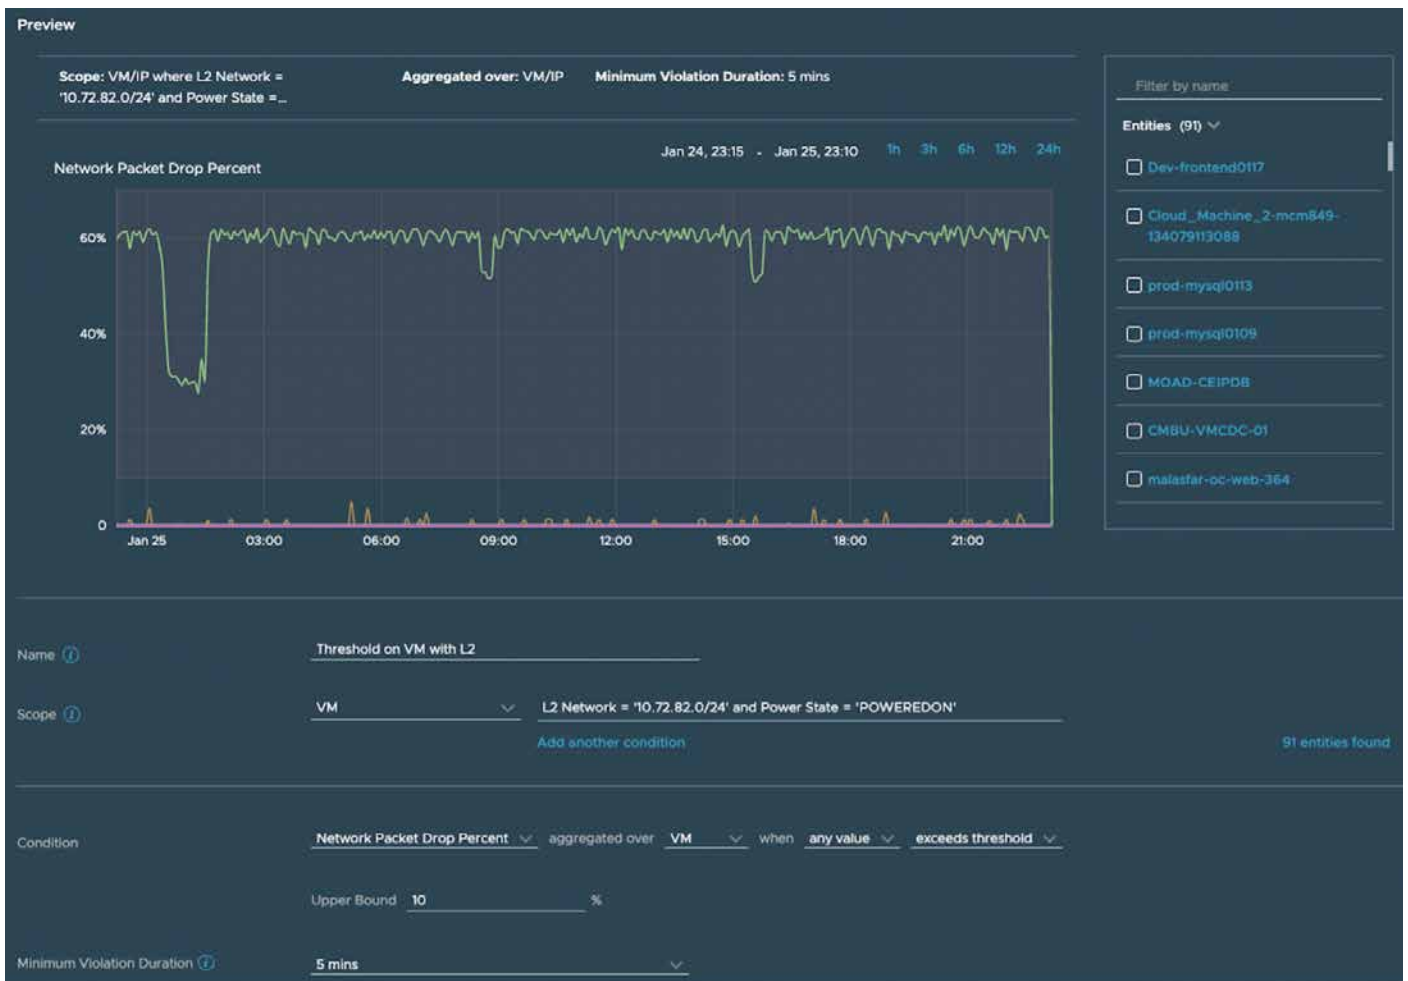 Preview
Scope: VM/IP where L2 Network =
'10.72.82.0/24' and Power State =...
Aggregated over: VM/IP
Minimum Violation Duration: 5 mins
Jan 24, 23:15 - Jan 25, 23:10 1h 3h 6h 12h 24h
Network Packet Drop Percent
60%
40%
20%
0
Jan 25 03:00 06:00 09:00 12:00 15:00 18:00 21:00
Filter by name
Entities (91)
Dev-frontend0117
Cloud_Machine_2-mcm849-
134079113088
prod-mysql0113
prod-mysql0109
MOAD-CEIPDB
CMBU-VMCDC-01
malasfar-oc-web-364
Name i Threshold on VM with L2
Scope i VM L2 Network = '10.72.82.0/24' and Power State = 'POWEREDON'
Add another condition 91 entities found
Condition Network Packet Drop Percent aggregated over VM when any value exceeds threshold
Upper Bound 10 %
Minimum Violation Duration i 5 mins